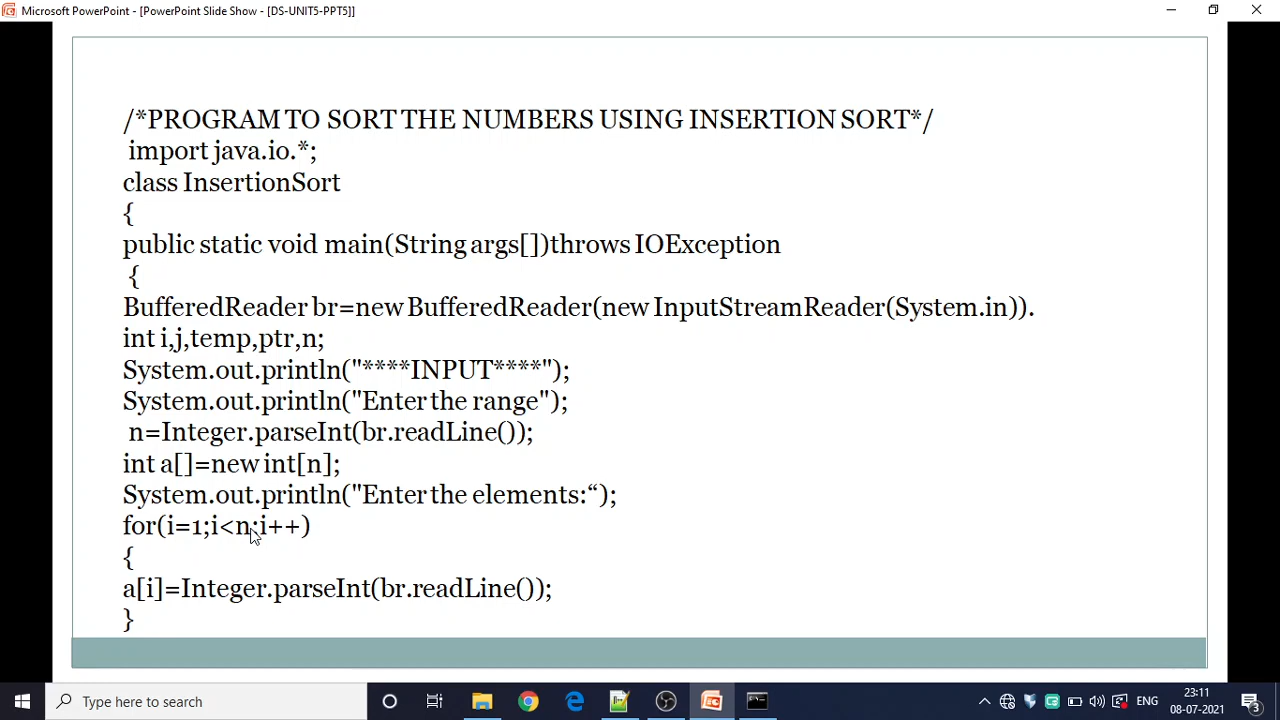 Microsoft PowerPoint - [PowerPoint Slide Show - [DS-UNIT5-PPT5]]
/*PROGRAM TO SORT THE NUMBERS USING INSERTION SORT*/
import java.io.*;
class InsertionSort
{
public static void main(String args[])throws IOException
{
BufferedReader br=new BufferedReader(new InputStreamReader(System.in)).
int i,j,temp,ptr,n;
System.out.println("****INPUT****");
System.out.println("Enter the range");
n=Integer.parseInt(br.readLine());
int a[]=new int[n];
System.out.println("Enter the elements:“);
for(i=1;i<n;i++)
{
a[i]=Integer.parseInt(br.readLine());
}
Type here to search
ENG
23:11
08-07-2021
3